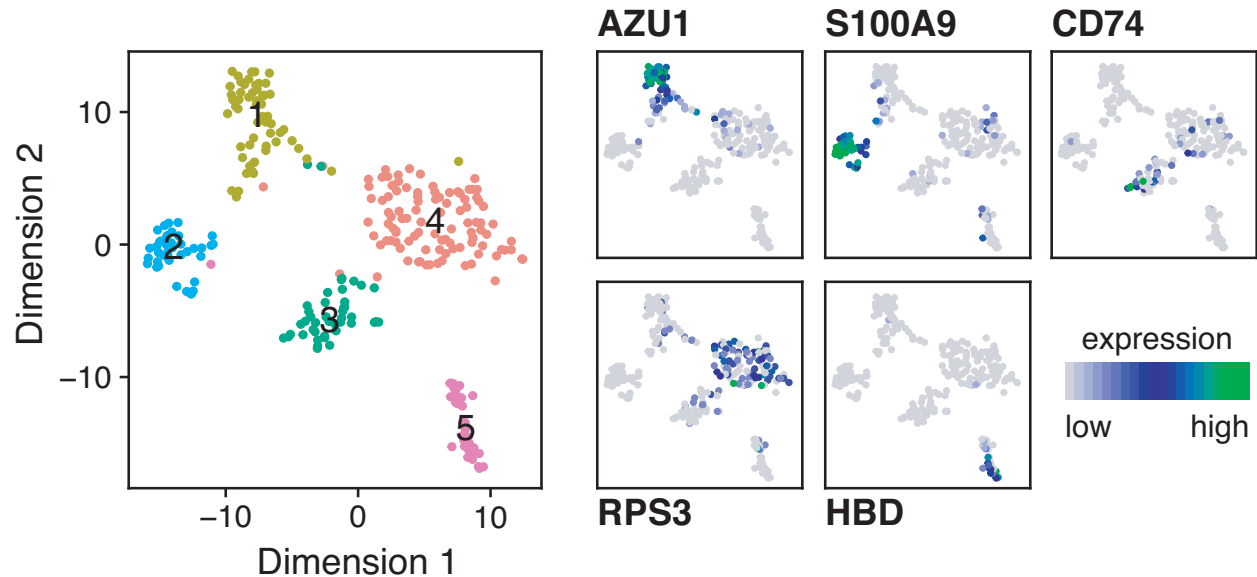 AZU1
S100A9
CD74
Dimension 2
10
0
−10
1
2
3
4
5
−10
0
10
Dimension 1
RPS3
HBD
expression
low
high